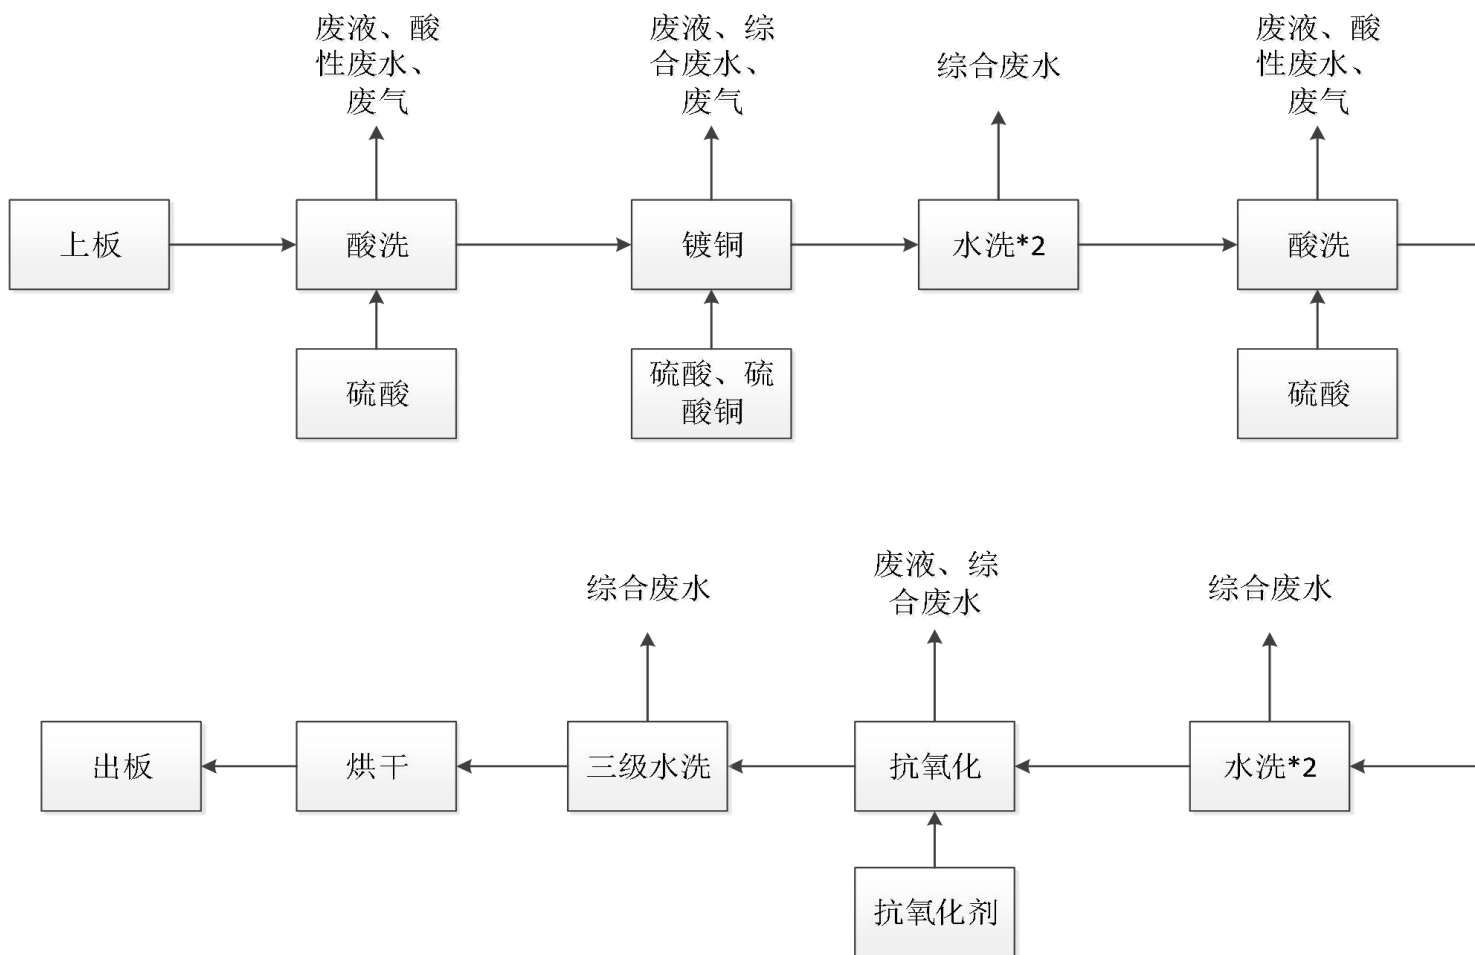 废液、酸
性废水、
废气
废液、综
合废水、
废气
综合废水
废液、酸
性废水、
废气
上板
酸洗
镀铜
水洗*2
酸洗
硫酸
硫酸、硫
酸铜
硫酸
综合废水
废液、综
合废水
综合废水
出板
烘干
三级水洗
抗氧化
水洗*2
抗氧化剂